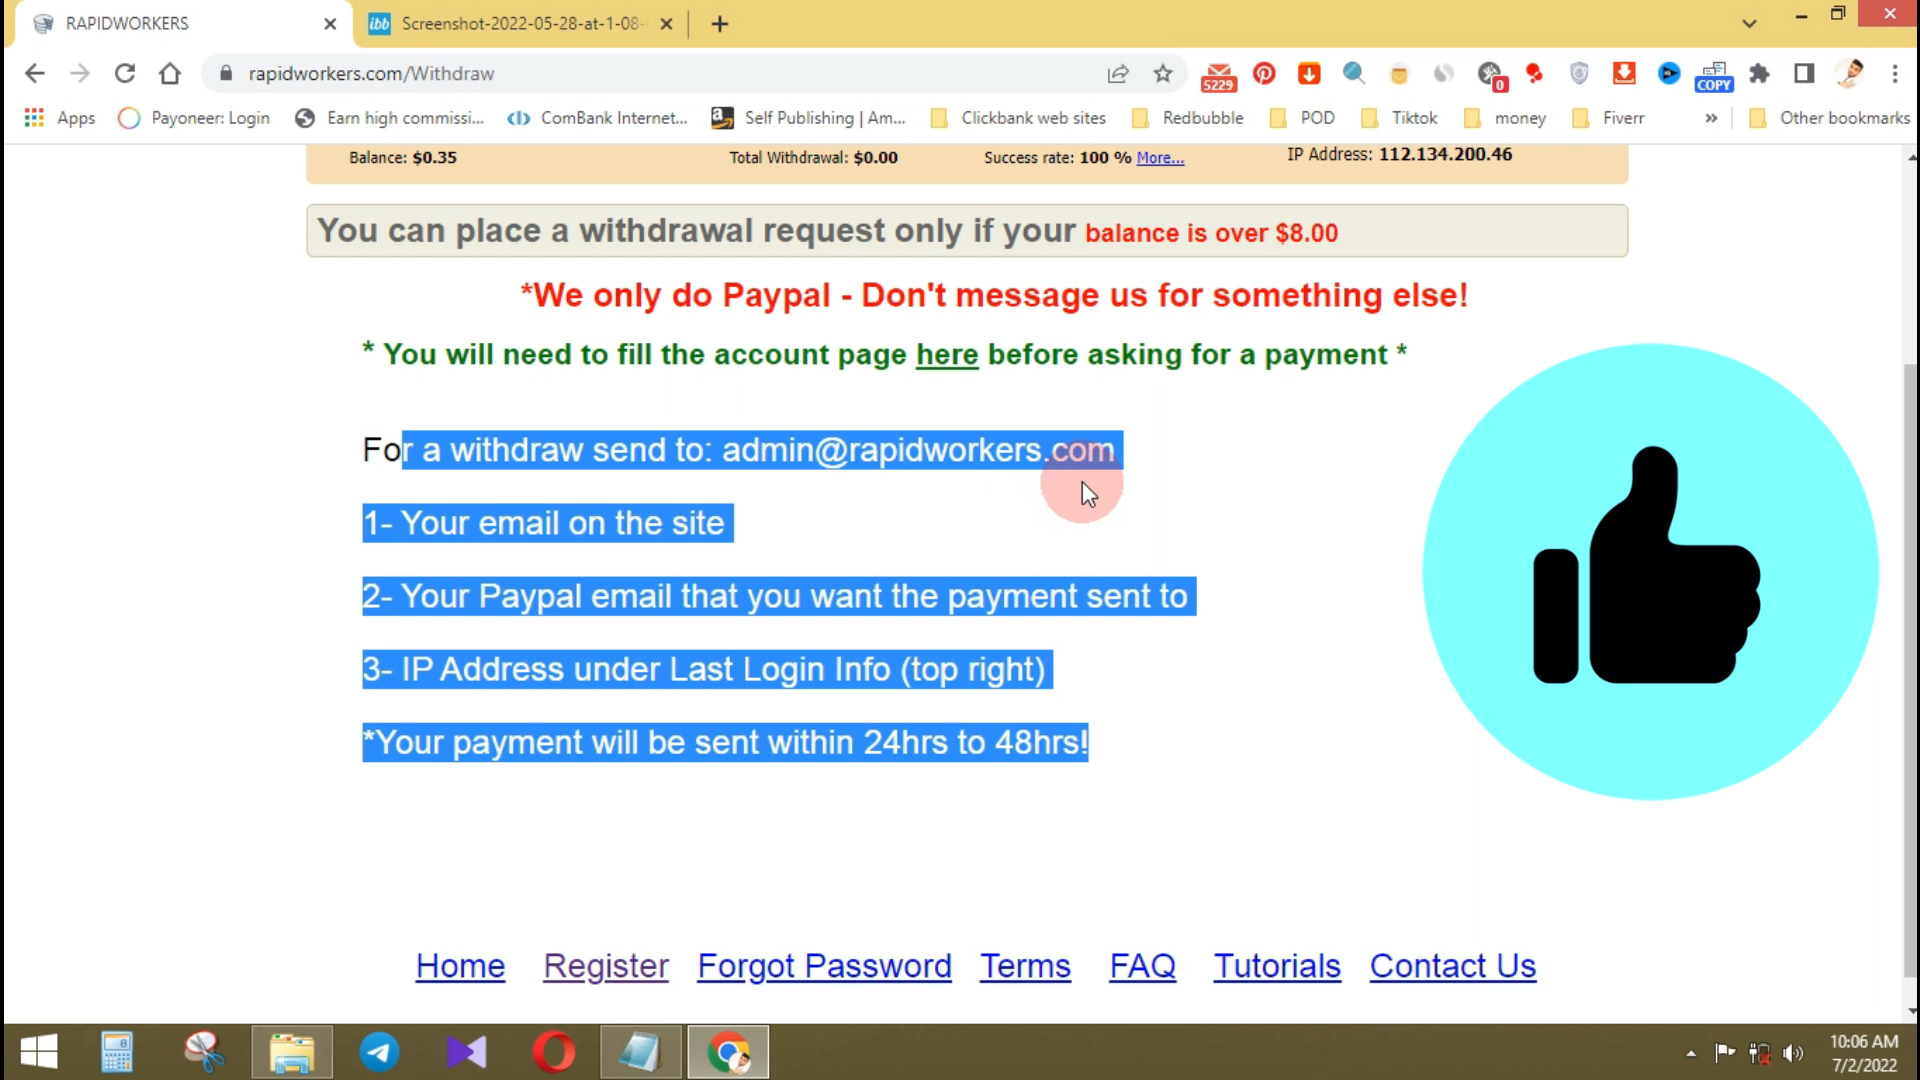 RAPIDWORKERS
ibb Screenshot-2022-05-28-at-1-08-
rapidworkers.com/Withdraw
5229
0
COPY
Apps Payoneer: Login Earn high commissi... ComBank Internet... Self Publishing | Am... Clickbank web sites Redbubble POD Tiktok money Fiverr » Other bookmarks
Balance: $0.35 Total Withdrawal: $0.00 Success rate: 100 % More... IP Address: 112.134.200.46
You can place a withdrawal request only if your balance is over $8.00
*We only do Paypal - Don't message us for something else!
* You will need to fill the account page here before asking for a payment *
For a withdraw send to: admin@rapidworkers.com
1- Your email on the site
2- Your Paypal email that you want the payment sent to
3- IP Address under Last Login Info (top right)
*Your payment will be sent within 24hrs to 48hrs!
Home Register Forgot Password Terms FAQ Tutorials Contact Us
10:06 AM
7/2/2022